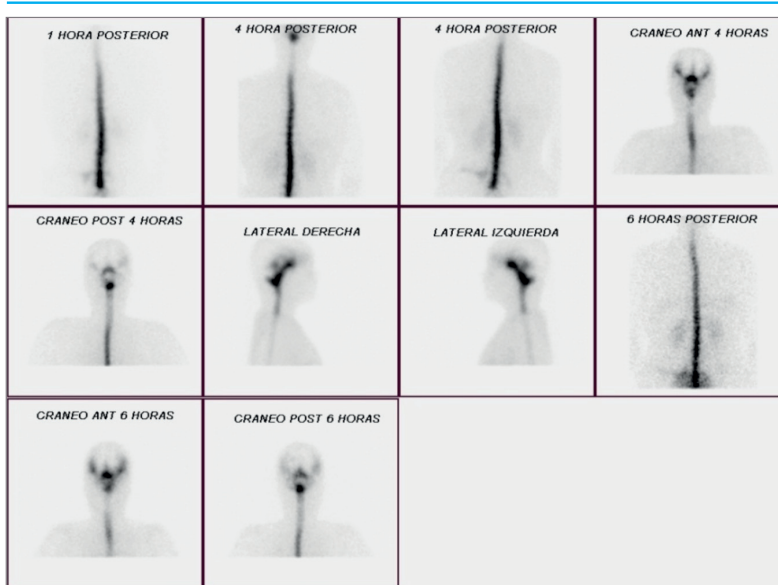 1 HORA POSTERIOR
4 HORA POSTERIOR
4 HORA POSTERIOR
CRANEO ANT 4 HORAS
CRANEO POST 4 HORAS
LATERAL DERECHA
LATERAL IZQUIERDA
6 HORAS POSTERIOR
CRANEO ANT 6 HORAS
CRANEO POST 6 HORAS